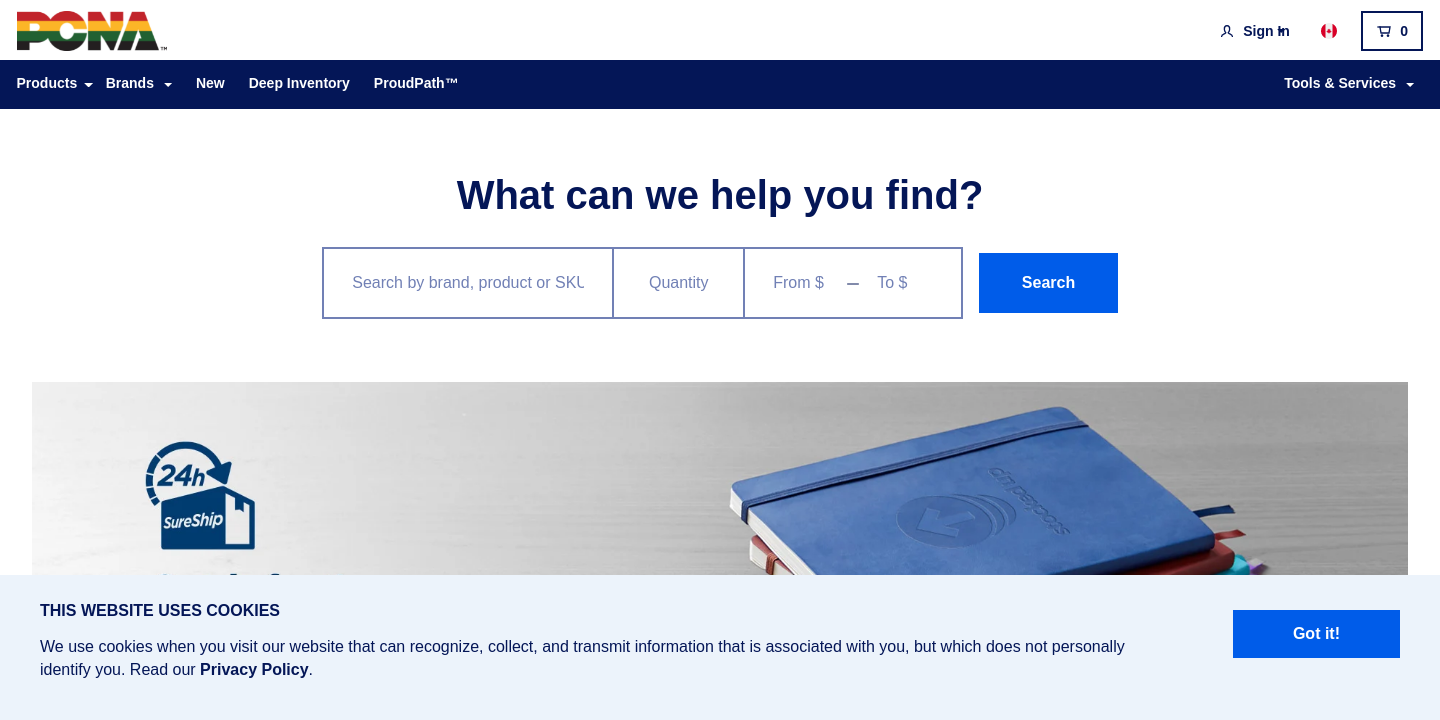 PCNA™
Sign In
0
Products
Brands
New
Deep Inventory
ProudPath™
Tools & Services
What can we help you find?
Search by brand, product or SKU
Quantity
From $
To $
Search
24h
SureShip
THIS WEBSITE USES COOKIES
We use cookies when you visit our website that can recognize, collect, and transmit information that is associated with you, but which does not personally
identify you. Read our Privacy Policy.
Got it!